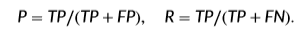 P = TP/(TP + FP), R = TP/(TP + FN).